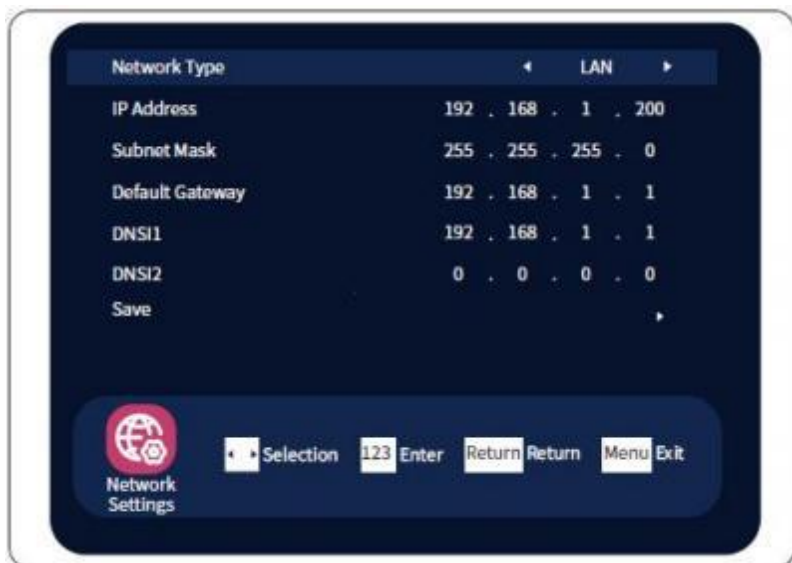 Network Type LAN
IP Address 192 . 168 . 1 . 200
Subnet Mask 255 . 255 . 255 . 0
Default Gateway 192 . 168 . 1 . 1
DNSI1 192 . 168 . 1 . 1
DNSI2 0 . 0 . 0 . 0
Save
Selection 123 Enter Return Return Menu Exit
Network
Settings